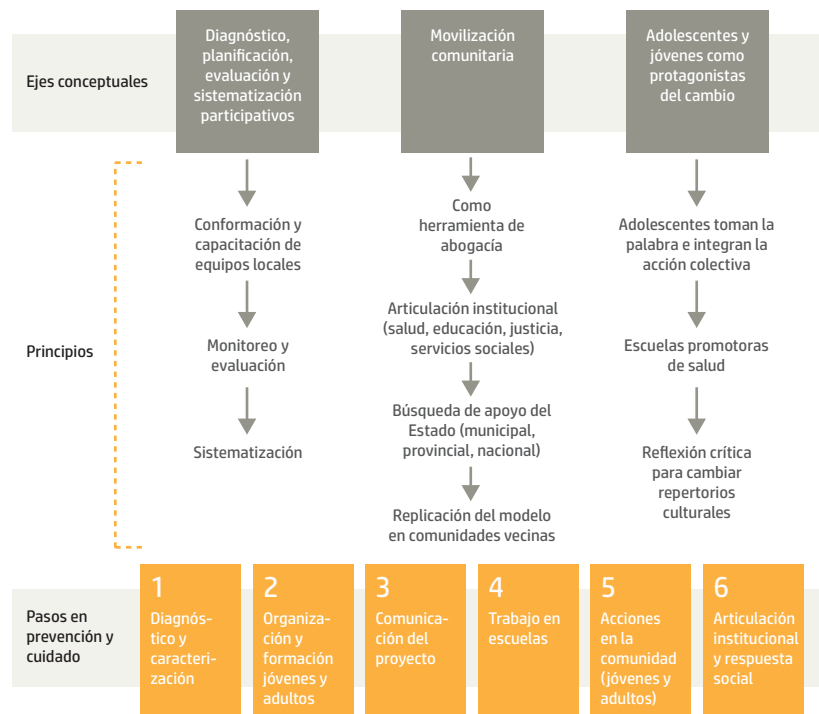 Ejes conceptuales
Diagnóstico,
planificación,
evaluación y
sistematización
participativos
Movilización
comunitaria
Adolescentes y
jóvenes como
protagonistas
del cambio
Principios
Conformación y
capacitación de
equipos locales
Monitoreo y
evaluación
Sistematización
Como
herramienta de
abogacía
Articulación institucional
(salud, educación, justicia,
servicios sociales)
Búsqueda de apoyo del
Estado (municipal,
provincial, nacional)
Replicación del modelo
en comunidades vecinas
Adolescentes toman la
palabra e integran la
acción colectiva
Escuelas promotoras
de salud
Reflexión crítica
para cambiar
repertorios
culturales
Pasos en
prevención y
cuidado
1
Diagnós-
tico y
caracteri-
zación
2
Organiza-
ción y
formación
jóvenes y
adultos
3
Comunica-
cación del
proyecto
4
Trabajo en
escuelas
5
Acciones
en la
comunidad
(jóvenes y
adultos)
6
Articulación
institucional
y respuesta
social